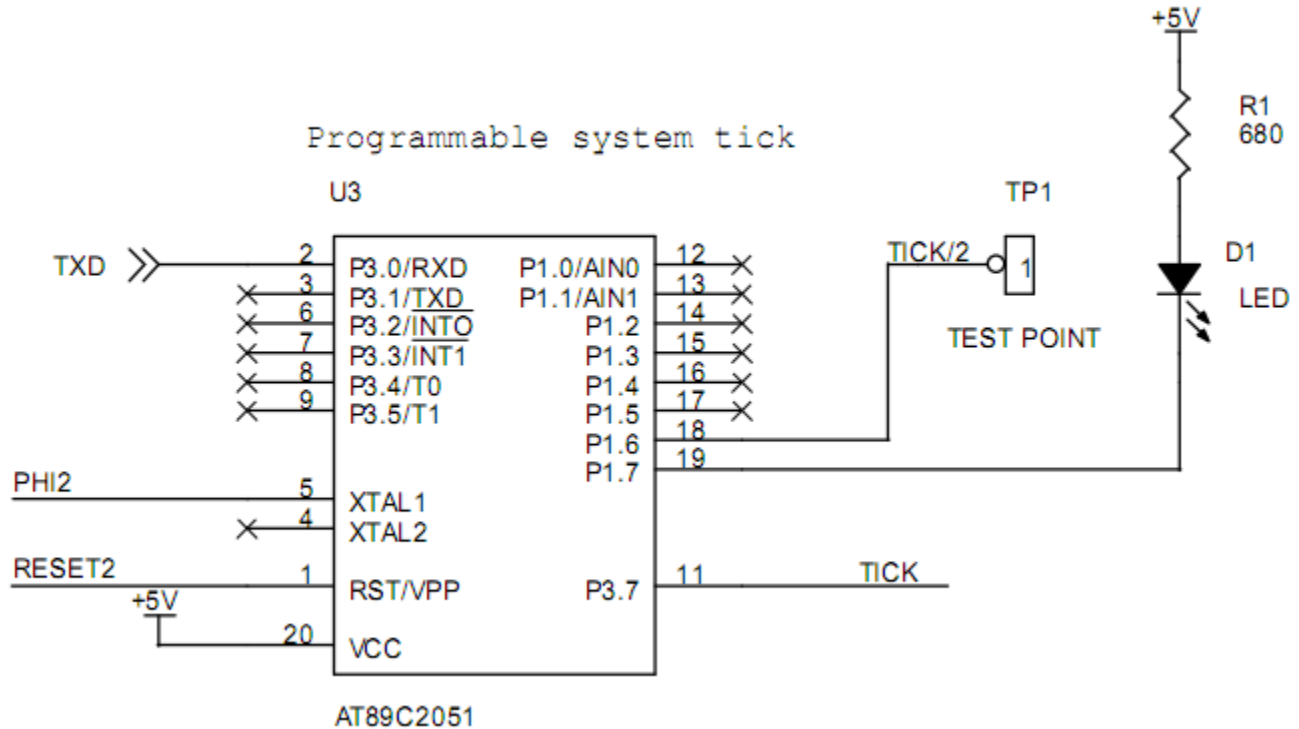 +5V
R1
680
Programmable system tick
U3
TP1
TXD
2
P3.0/RXD
P1.0/AIN0
12
TICK/2
1
D1
3
P3.1/TXD
P1.1/AIN1
13
LED
6
P3.2/INTO
P1.2
14
7
P3.3/INT1
P1.3
15
TEST POINT
8
P3.4/T0
P1.4
16
9
P3.5/T1
P1.5
17
P1.6
18
P1.7
19
PHI2
5
XTAL1
4
XTAL2
RESET2
1
RST/VPP
P3.7
11
TICK
+5V
20
VCC
AT89C2051